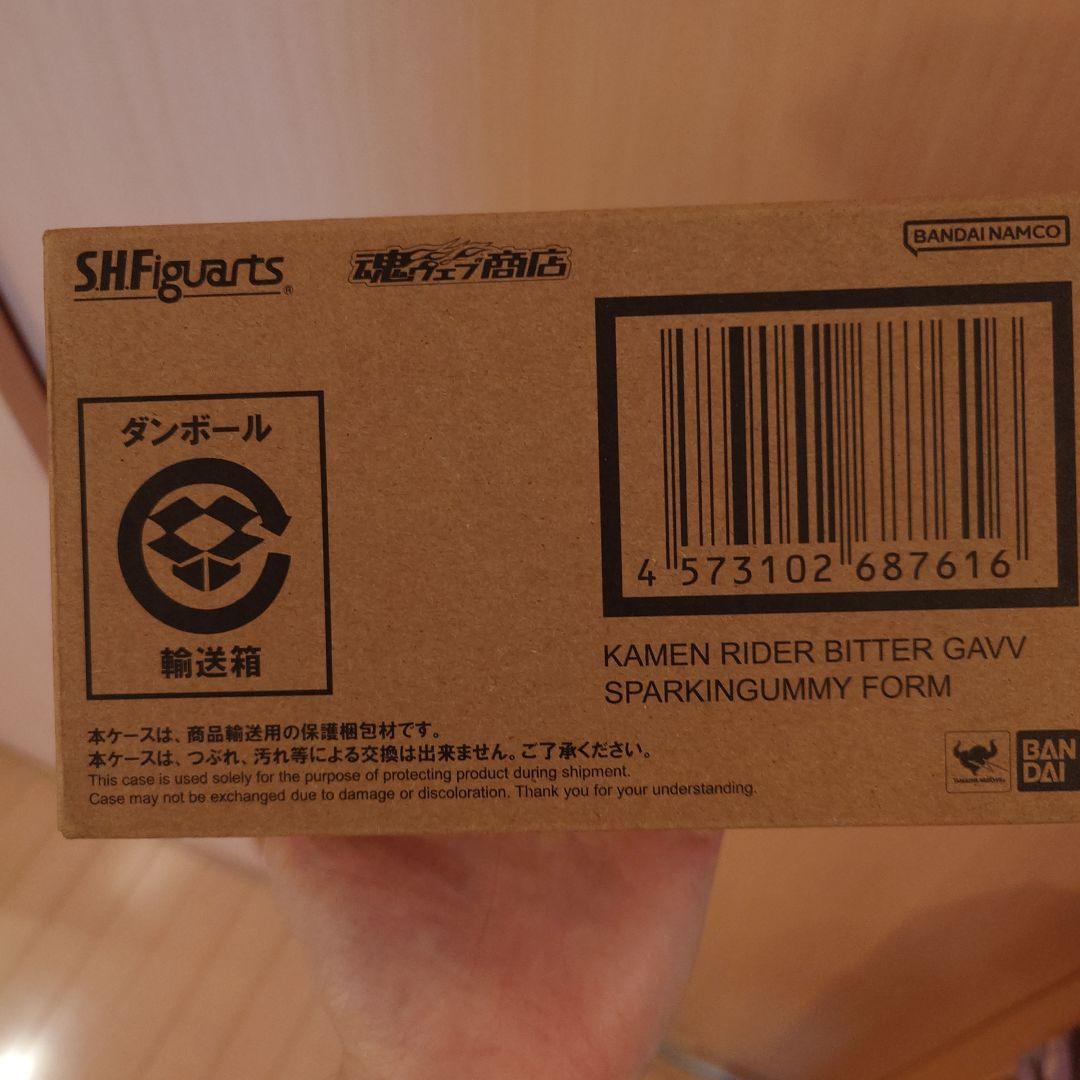 S.H.Figuarts®
魂ウェブ商店
BANDAI NAMCO
ダンボール
輸送箱
4 573102 687616
KAMEN RIDER BITTER GAVV
SPARKINGUMMY FORM
本ケースは、商品輸送用の保護梱包材です。
本ケースは、つぶれ、汚れ等による交換は出来ません。ご了承ください。
This case is used solely for the purpose of protecting product during shipment.
Case may not be exchanged due to damage or discoloration. Thank you for your understanding.
TAMASHII NATIONS
BAN
DAI